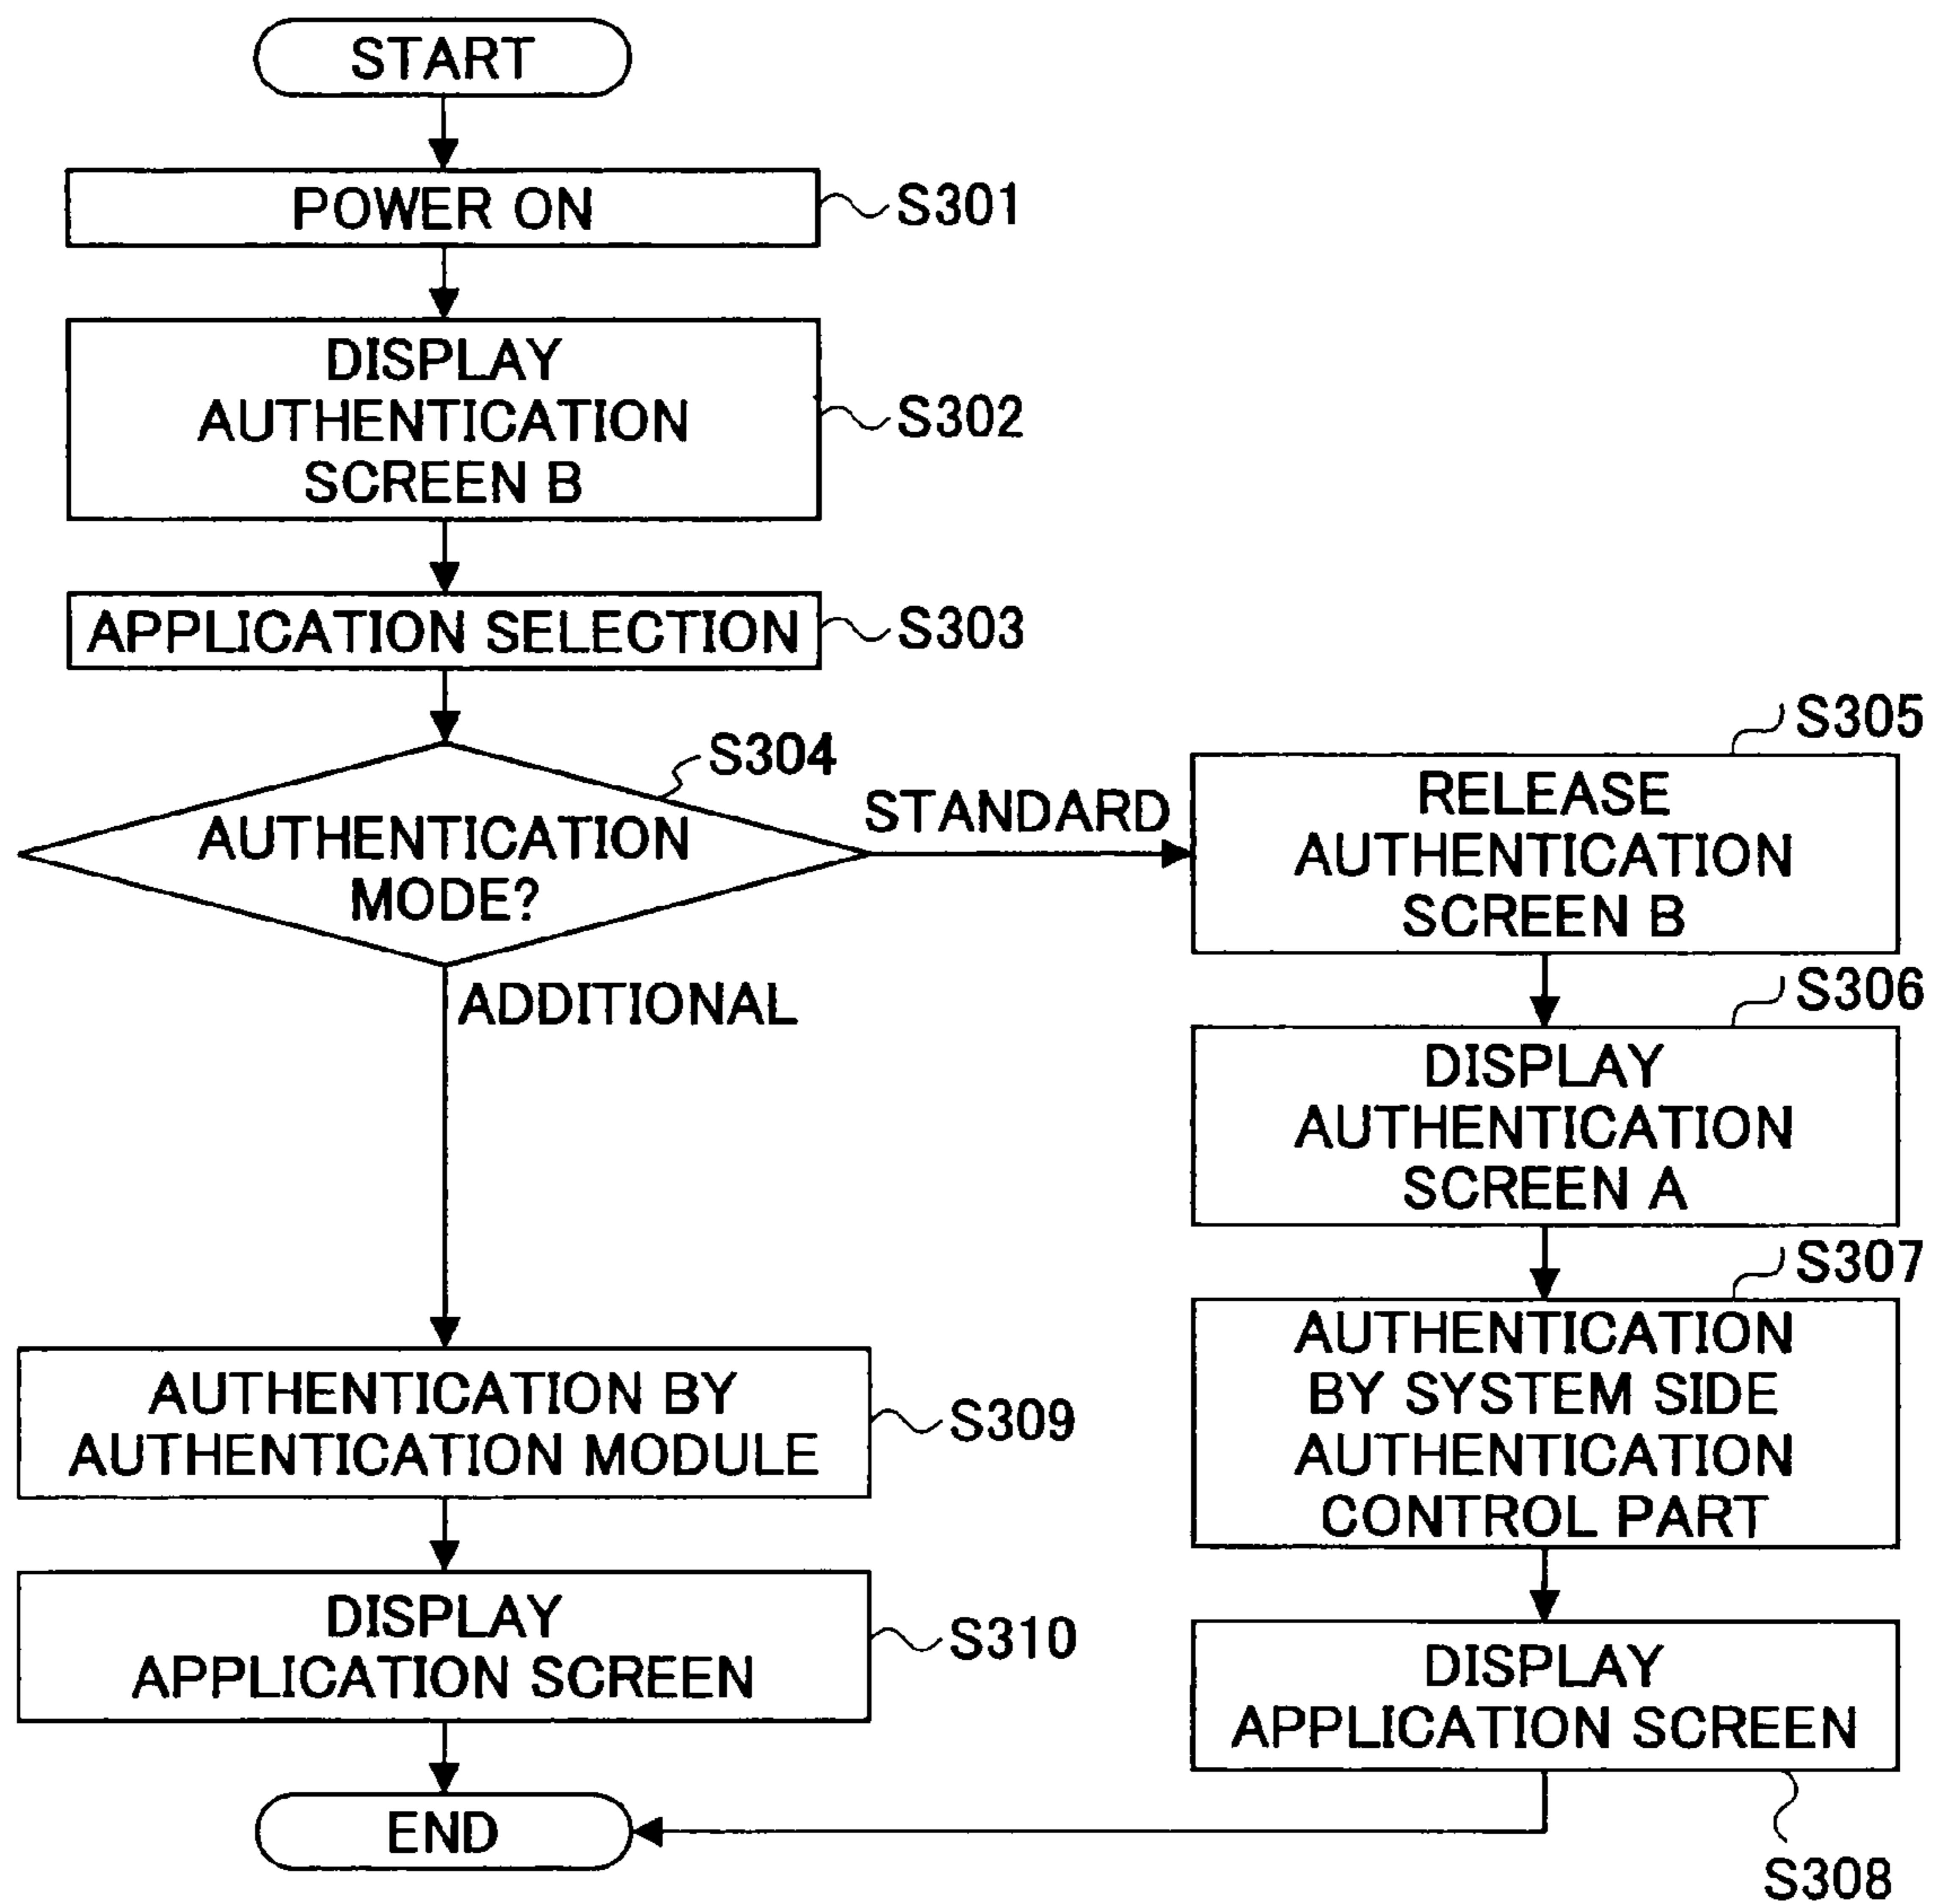 START
POWER ON
S301
DISPLAY
AUTHENTICATION
SCREEN B
S302
APPLICATION SELECTION
S303
S304
AUTHENTICATION
MODE?
STANDARD
ADDITIONAL
S305
RELEASE
AUTHENTICATION
SCREEN B
S306
DISPLAY
AUTHENTICATION
SCREEN A
S307
AUTHENTICATION
BY SYSTEM SIDE
AUTHENTICATION
CONTROL PART
DISPLAY
APPLICATION SCREEN
S308
AUTHENTICATION BY
AUTHENTICATION MODULE
S309
DISPLAY
APPLICATION SCREEN
S310
END